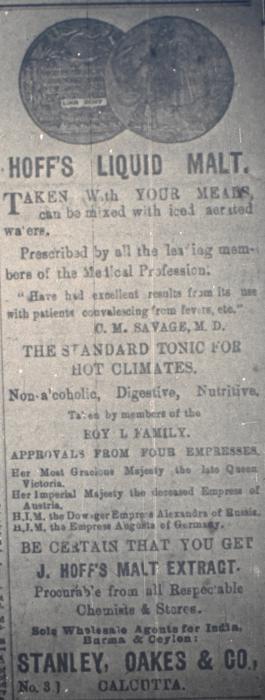 HOFF'S LIQUID MALT.
TAKEN With YOUR MEALS,
can be mixed with iced aerated
waters.
Prescribed by all the leading mem-
bers of the Medical Profession.
"Have had excellent results from its use
with patients convalescing from fevers, etc."
C. M. SAVAGE, M. D.
THE STANDARD TONIC FOR
HOT CLIMATES.
Non-alcoholic, Digestive, Nutritive.
Taken by members of the
ROYAL FAMILY.
APPROVALS FROM FOUR EMPRESSES.
Her Most Gracious Majesty the late Queen
Victoria.
Her Imperial Majesty the deceased Empress of
Austria.
H.I.M. the Dowager Empress Alexandra of Russia.
H.I.M. the Empress Augusta of Germany.
BE CERTAIN THAT YOU GET
J. HOFF'S MALT EXTRACT.
Procurable from all Respectable
Chemists & Stores.
Sole Wholesale Agents for India,
Burma & Ceylon:
STANLEY, OAKES & CO.,
No. 3.] CALCUTTA.